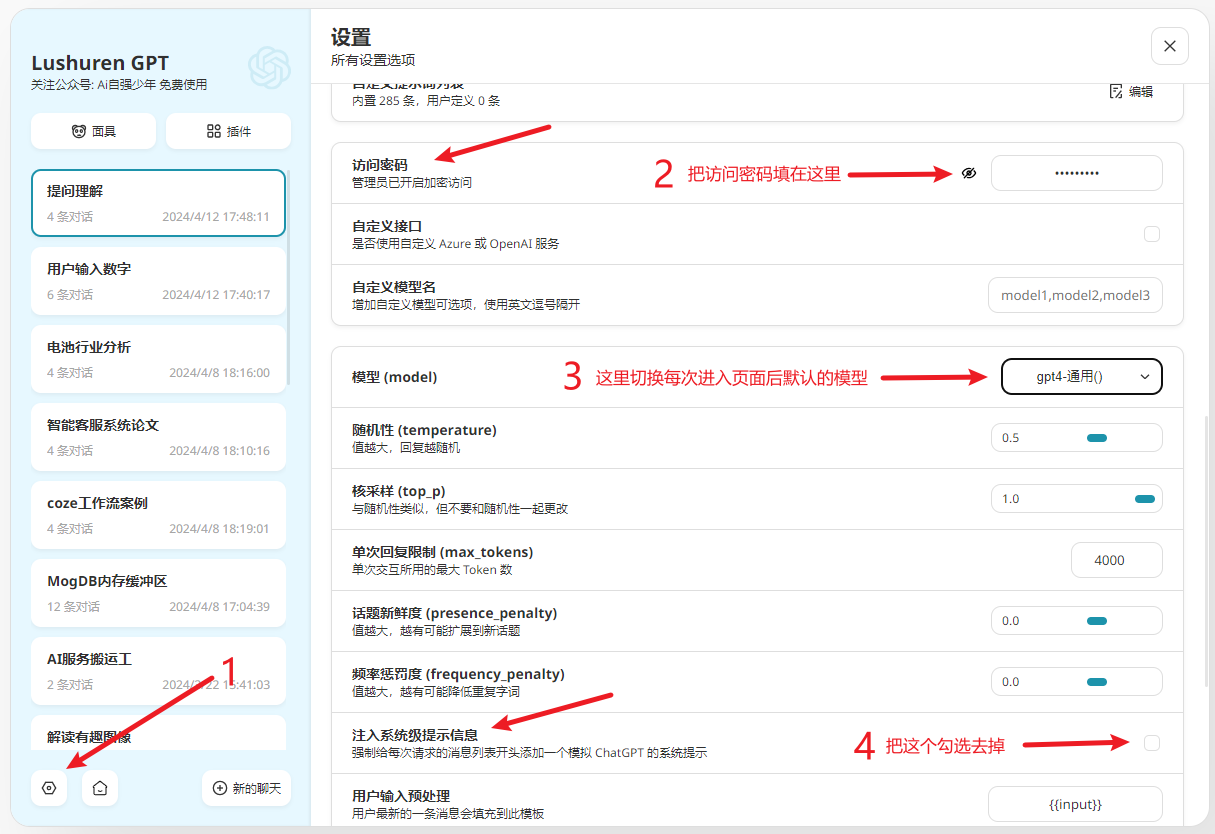 Lushuren GPT
关注公众号: Ai自强少年 免费使用
面具
插件
提问理解
4 条对话
2024/4/12 17:48:11
用户输入数字
6 条对话
2024/4/12 17:40:17
电池行业分析
4 条对话
2024/4/8 18:16:00
智能客服系统论文
4 条对话
2024/4/8 18:10:16
coze工作流案例
4 条对话
2024/4/8 18:19:01
MogDB内存缓冲区
12 条对话
2024/4/8 17:04:39
AI服务搬运工
2 条对话
2024/2/22 15:41:03
1
解读有趣图像
新的聊天
设置
所有设置选项
自定义提示词列表
内置 285 条，用户定义 0 条
编辑
访问密码
管理员已开启加密访问
2 把访问密码填在这里
•••••••••
自定义接口
是否使用自定义 Azure 或 OpenAI 服务
自定义模型名
增加自定义模型可选项，使用英文逗号隔开
model1,model2,model3
模型 (model)
3 这里切换每次进入页面后默认的模型
gpt4-通用()
随机性 (temperature)
值越大，回复越随机
0.5
核采样 (top_p)
与随机性类似，但不要和随机性一起更改
1.0
单次回复限制 (max_tokens)
单次交互所用的最大 Token 数
4000
话题新鲜度 (presence_penalty)
值越大，越有可能扩展到新话题
0.0
频率惩罚度 (frequency_penalty)
值越大，越有可能降低重复字词
0.0
注入系统级提示信息
强制给每次请求的消息列表开头添加一个模拟 ChatGPT 的系统提示
4 把这个勾选去掉
用户输入预处理
用户最新的一条消息会填充到此模板
{{input}}